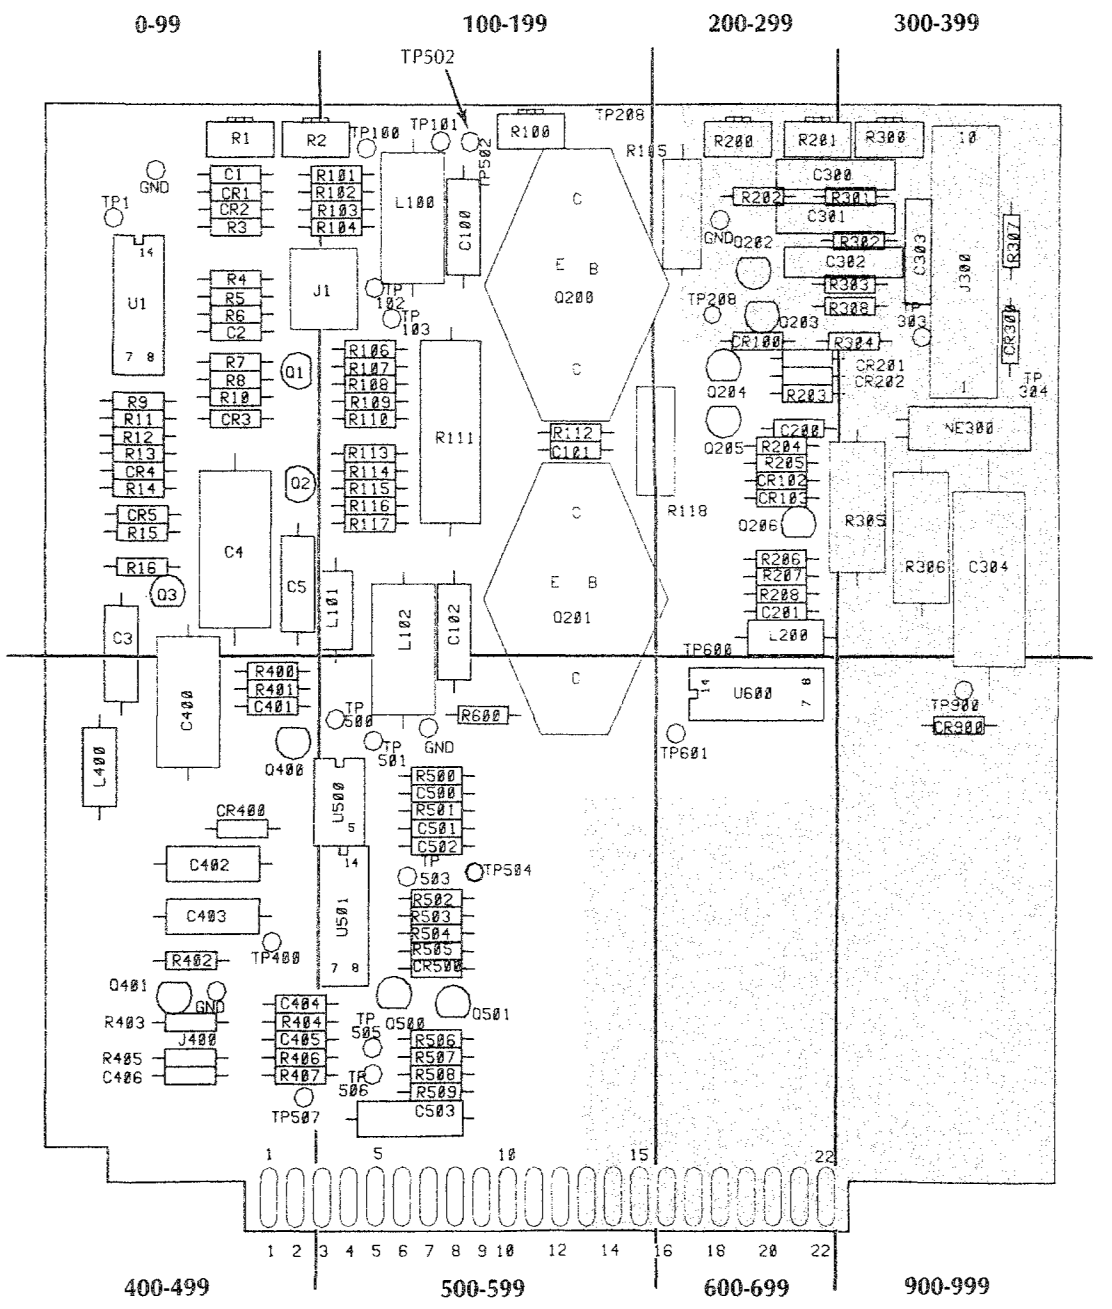 0-99
100-199
200-299
300-399
TP502
TP208
R1
R2
TP100
TP101
TP502
R100
R200
R201
R300
10
GND
TP1
C1
CR1
CR2
R3
R101
R102
R103
R104
L100
C100
C
R105
C300
R202
R301
C301
GND
Q202
R302
C302
C303
J300
R307
14
U1
7 8
R4
R5
R6
C2
J1
TP
102
TP
103
E B
Q200
C
TP208
R303
R308
Q203
TP
303
CR300
CR100
R304
R7
R8
R10
CR3
Q1
R106
R107
R108
R109
R110
R111
CR201
CR202
Q204
R203
1
TP
304
R9
R11
R12
R13
CR4
R14
CR5
R15
R16
Q3
Q2
R113
R114
R115
R116
R117
R112
C101
C200
Q205
R204
R205
CR102
CR103
Q206
NE300
R118
R305
R306
C304
C4
C5
C3
L101
L102
C102
C
E B
Q201
C
R206
R207
R208
C201
L200
TP600
14
U600
8
7
C400
R400
R401
C401
TP
500
TP
501
GND
R600
TP601
TP900
CR900
L400
Q400
U500
5
R500
C500
R501
C501
C502
CR400
C402
C403
14
U501
7 8
TP
503
TP504
R502
R503
R504
R505
CR500
TP400
R402
Q401
GND
R403
J400
R405
C406
C404
R404
C405
R406
R407
Q500
Q501
TP
505
TP
506
R506
R507
R508
R509
C503
TP507
1
5
10
15
22
1 2 3 4 5 6 7 8 9 10 12 14 16 18 20 22
400-499
500-599
600-699
900-999